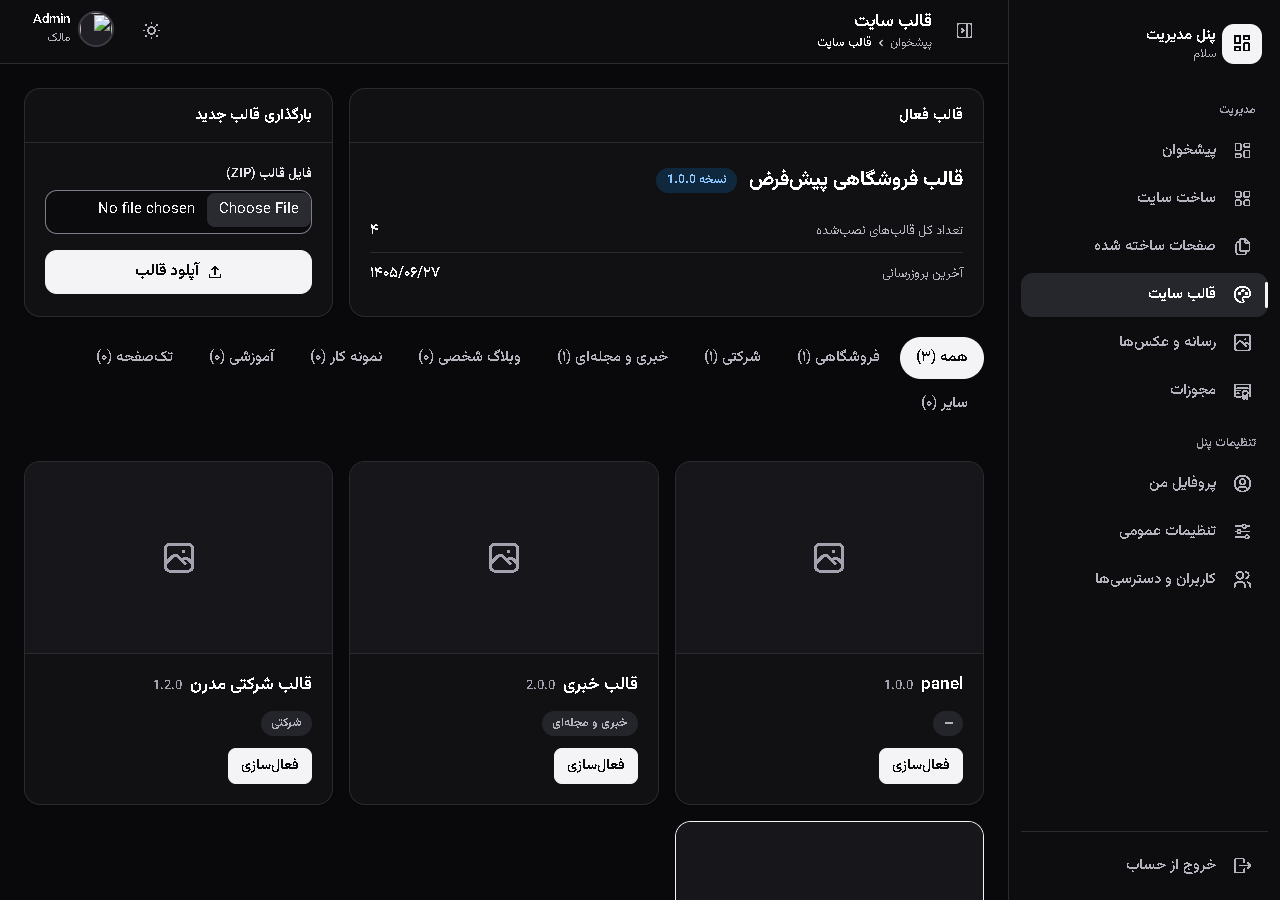 پنل مدیریت
سلام
مدیریت
پیشخوان
ساخت سایت
صفحات ساخته شده
قالب سایت
رسانه و عکس‌ها
مجوزات
تنظیمات پنل
پروفایل من
تنظیمات عمومی
کاربران و دسترسی‌ها
خروج از حساب
قالب سایت
پیشخوان › قالب سایت
Admin
مالک
قالب فعال
قالب فروشگاهی پیش‌فرض نسخه 1.0.0
تعداد کل قالب‌های نصب‌شده ۴
آخرین بروزرسانی ۱۴۰۵/۰۶/۲۷
بارگذاری قالب جدید
فایل قالب (ZIP)
Choose File No file chosen
آپلود قالب
همه (۳) فروشگاهی (۱) شرکتی (۱) خبری و مجله‌ای (۱) وبلاگ شخصی (۰) نمونه کار (۰) آموزشی (۰) تک‌صفحه (۰)
سایر (۰)
panel 1.0.0
—
فعال‌سازی
قالب خبری 2.0.0
خبری و مجله‌ای
فعال‌سازی
قالب شرکتی مدرن 1.2.0
شرکتی
فعال‌سازی